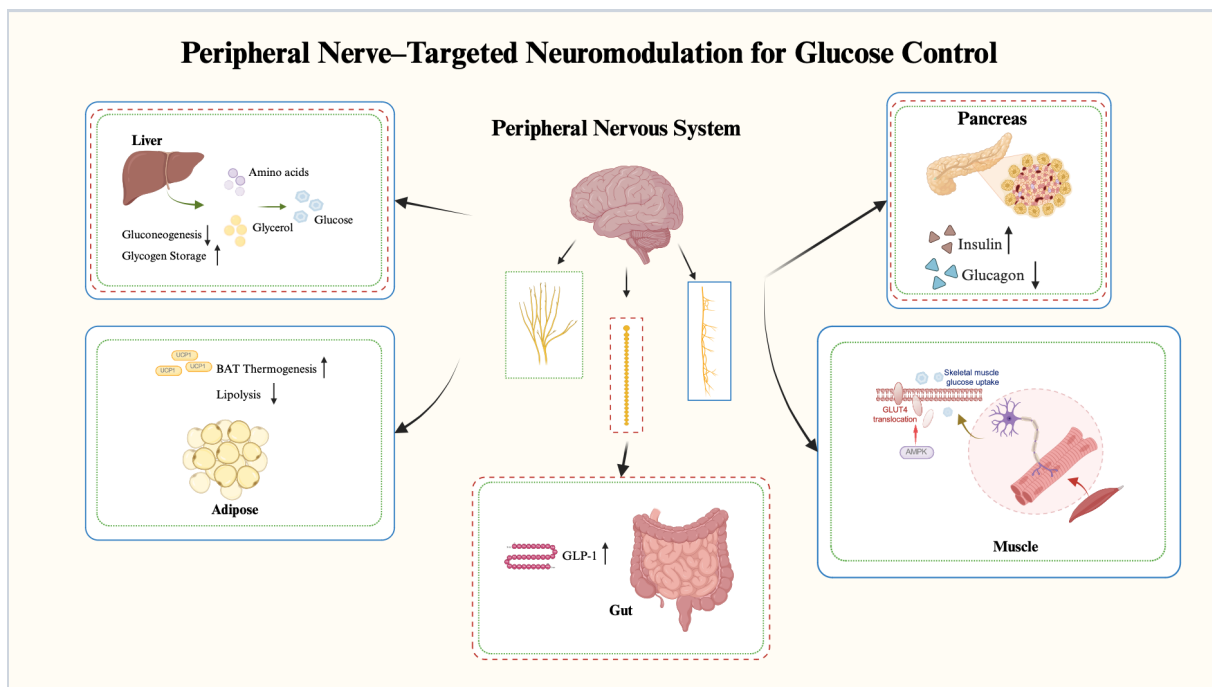 Peripheral Nerve–Targeted Neuromodulation for Glucose Control
Peripheral Nervous System
Liver
Amino acids
Glucose
Glycerol
Gluconeogenesis
Glycogen Storage
Pancreas
Insulin
Glucagon
UCP1
UCP1
UCP1
BAT Thermogenesis
Lipolysis
Adipose
Skeletal muscle
glucose uptake
GLUT4
translocation
AMPK
Muscle
GLP-1
Gut